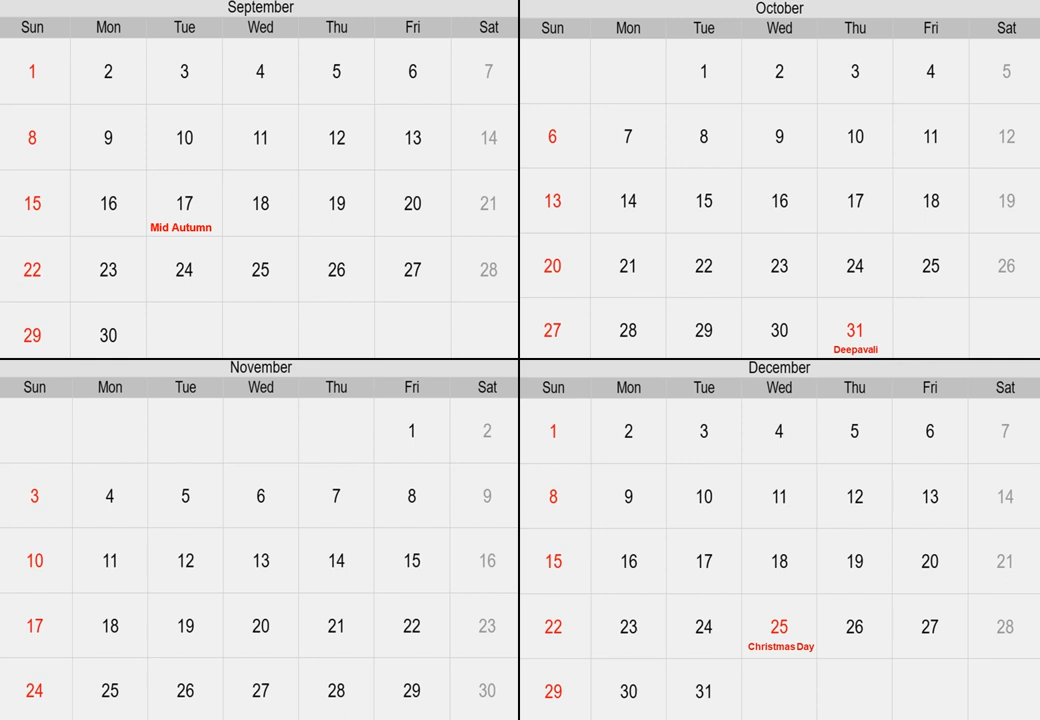 September
Sun Mon Tue Wed Thu Fri Sat
1 2 3 4 5 6 7
8 9 10 11 12 13 14
15 16 17 18 19 20 21
Mid Autumn
22 23 24 25 26 27 28
29 30
October
Sun Mon Tue Wed Thu Fri Sat
1 2 3 4 5
6 7 8 9 10 11 12
13 14 15 16 17 18 19
20 21 22 23 24 25 26
27 28 29 30 31
Deepavali
November
Sun Mon Tue Wed Thu Fri Sat
1 2
3 4 5 6 7 8 9
10 11 12 13 14 15 16
17 18 19 20 21 22 23
24 25 26 27 28 29 30
December
Sun Mon Tue Wed Thu Fri Sat
1 2 3 4 5 6 7
8 9 10 11 12 13 14
15 16 17 18 19 20 21
22 23 24 25 26 27 28
Christmas Day
29 30 31